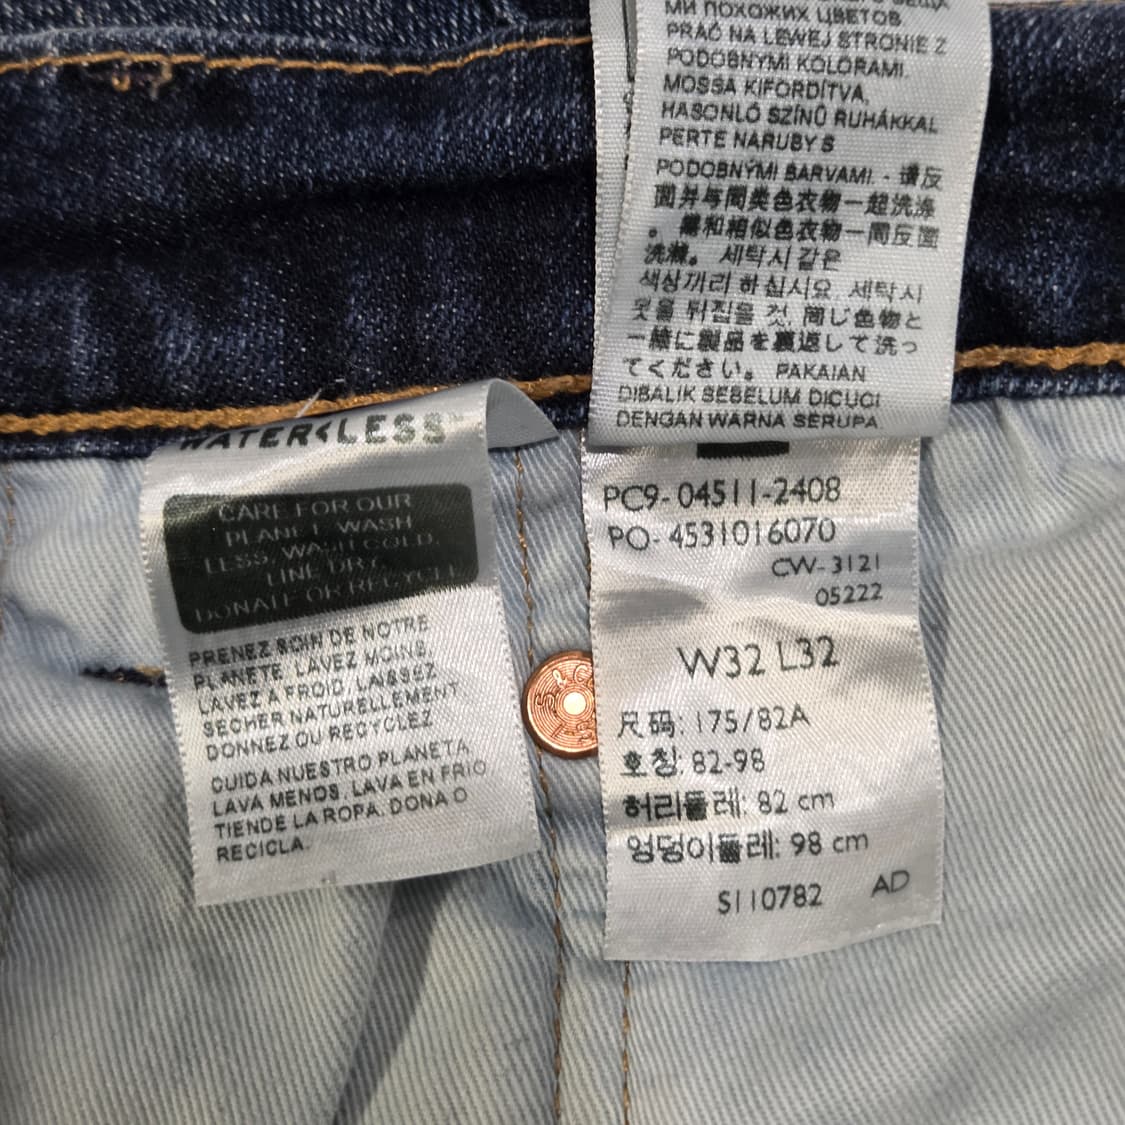 МИ ПОХОЖИХ ЦВЕТОВ.
PRAĆ NA LEWEJ STRONIE Z
PODOBNYMI KOLORAMI.
MOSSA KIFORDÍTVA,
HASONLÓ SZÍNŰ RUHÁKKAL
PERTE NARUBY S
PODOBNÝMI BARVAMI - 请反
面并与同类色衣物一起洗涤
。 需和相似色衣物一同反面
洗滌。 세탁시 같은
색상끼리 하십시요. 세탁시
옷을 뒤집을 것. 同じ色物と
一緒に製品を裏返して洗っ
てください。 PAKAIAN
DIBALIK SEBELUM DICUCI
DENGAN WARNA SERUPA.
WATER<LESS™
CARE FOR OUR
PLANET. WASH
LESS, WASH COLD,
LINE DRY,
DONATE OR RECYCLE
PRENEZ SOIN DE NOTRE
PLANÈTE, LAVEZ MOINS,
LAVEZ À FROID, LAISSEZ
SÉCHER NATURELLEMENT
DONNEZ OU RECYCLEZ
CUIDA NUESTRO PLANETA
LAVA MENOS, LAVA EN FRIO,
TIENDE LA ROPA. DONA O
RECICLA.
PC9-04511-2408
PO-4531016070
CW-3121
05222
W32 L32
尺码: 175/82A
호칭: 82-98
허리둘레: 82 cm
엉덩이둘레: 98 cm
S110782 AD